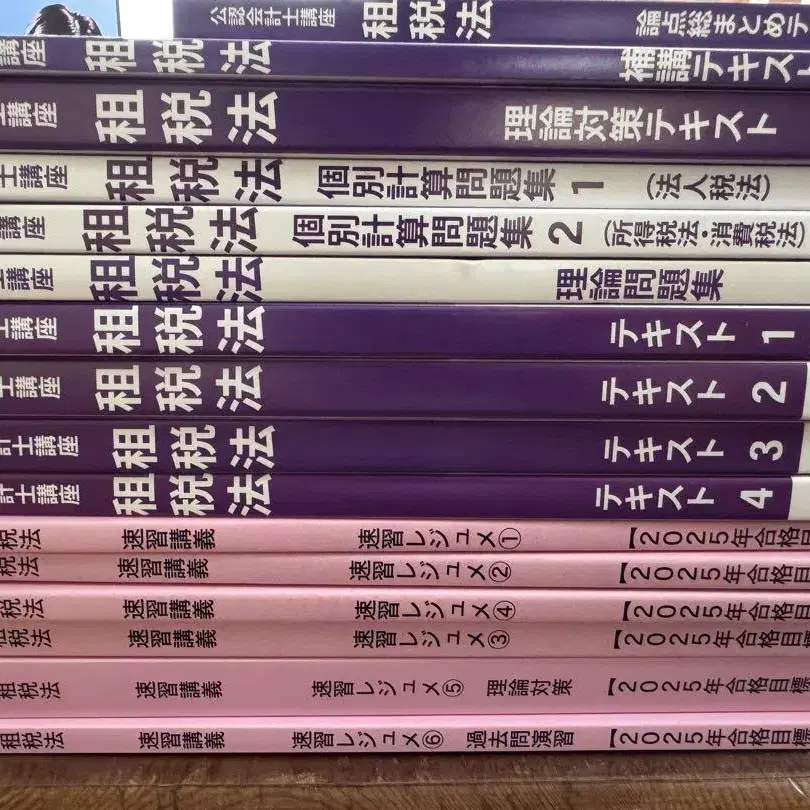 公認会計士講座 租税法 論点総まとめテ
講座 租税法 補講テキスト
士講座 租税法 理論対策テキスト
士講座 租税法 個別計算問題集 1 (法人税法)
講座 租税法 個別計算問題集 2 (所得税法・消費税法)
士講座 租税法 理論問題集
士講座 租税法 テキスト 1
士講座 租税法 テキスト 2
計士講座 租税法 テキスト 3
計士講座 租税法 テキスト 4
税法 速習講義 速習レジュメ① 【2025年合格目
税法 速習講義 速習レジュメ② 【2025年合格目
税法 速習講義 速習レジュメ④ 【2025年合格目
租税法 速習講義 速習レジュメ③ 【2025年合格目標
租税法 速習講義 速習レジュメ⑤ 理論対策 【2025年合格目標
租税法 速習講義 速習レジュメ⑥ 過去問演習 【2025年合格目標